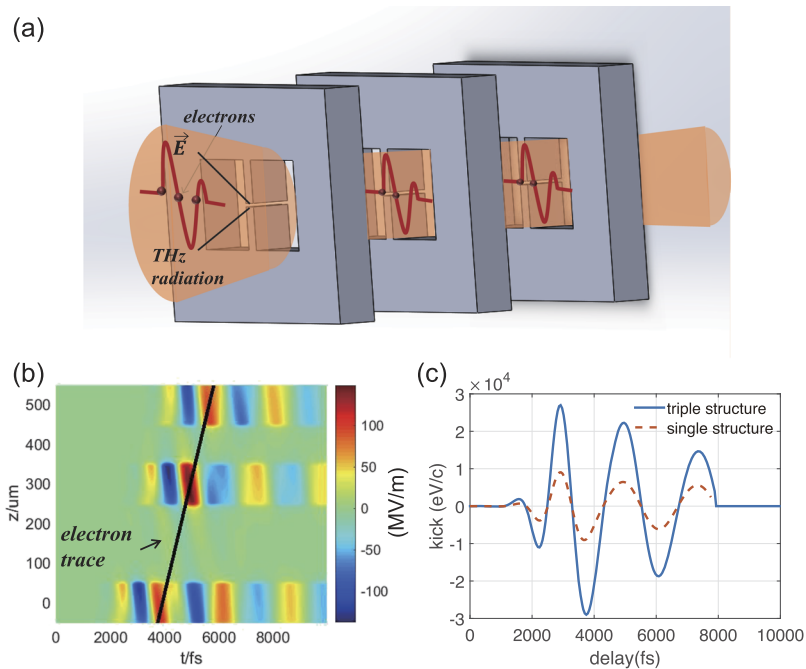 (a)
electrons
E
THz
radiation
(b)
z/um
500
400
300
200
100
0
electron
trace
0
2000
4000
6000
8000
t/fs
100
50
0
-50
-100
(MV/m)
(c)
×10⁴
3
2
1
0
-1
-2
-3
kick (eV/c)
triple structure
single structure
0
2000
4000
6000
8000
10000
delay(fs)